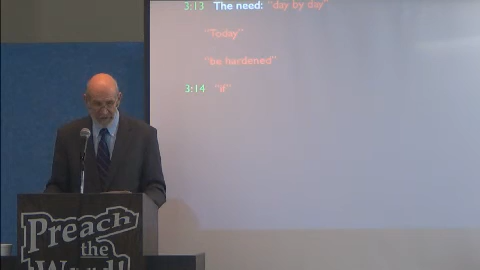 3:13 The need: "day by day"
"Today"
"be hardened"
3:14 "if"
Preach
the
Word!